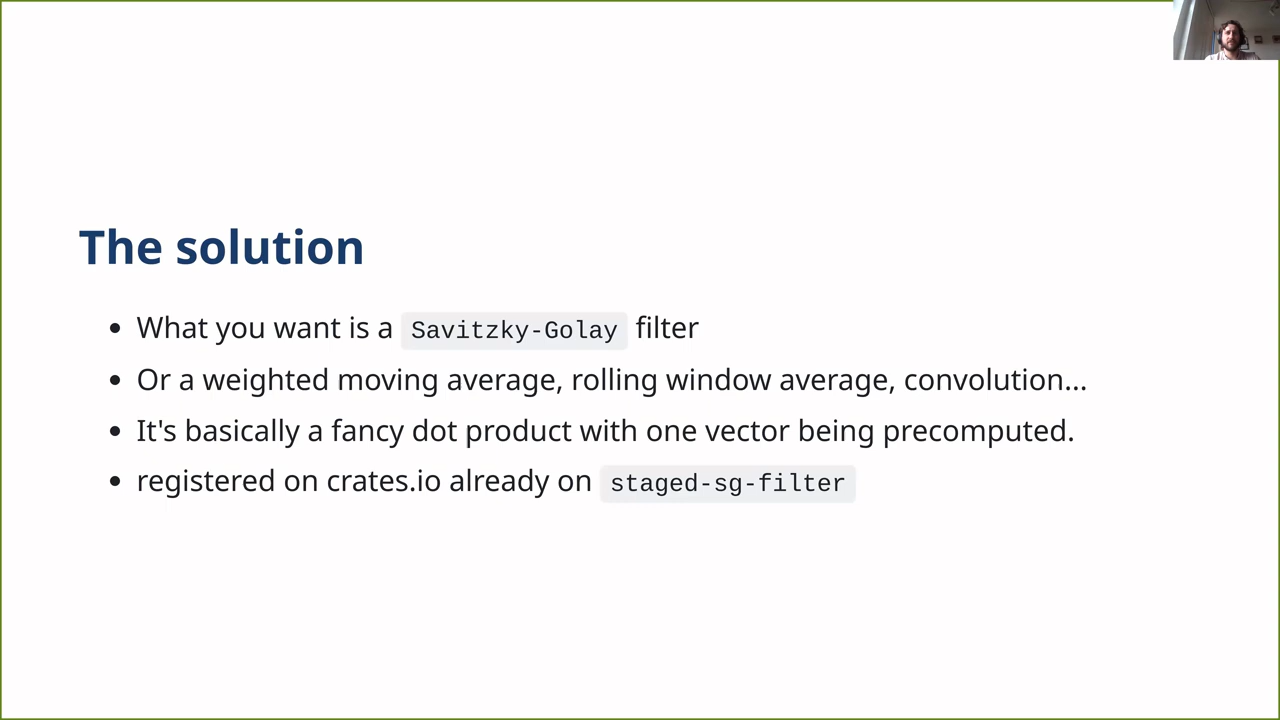 The solution
What you want is a Savitzky-Golay filter
Or a weighted moving average, rolling window average, convolution...
It's basically a fancy dot product with one vector being precomputed.
registered on crates.io already on staged-sg-filter